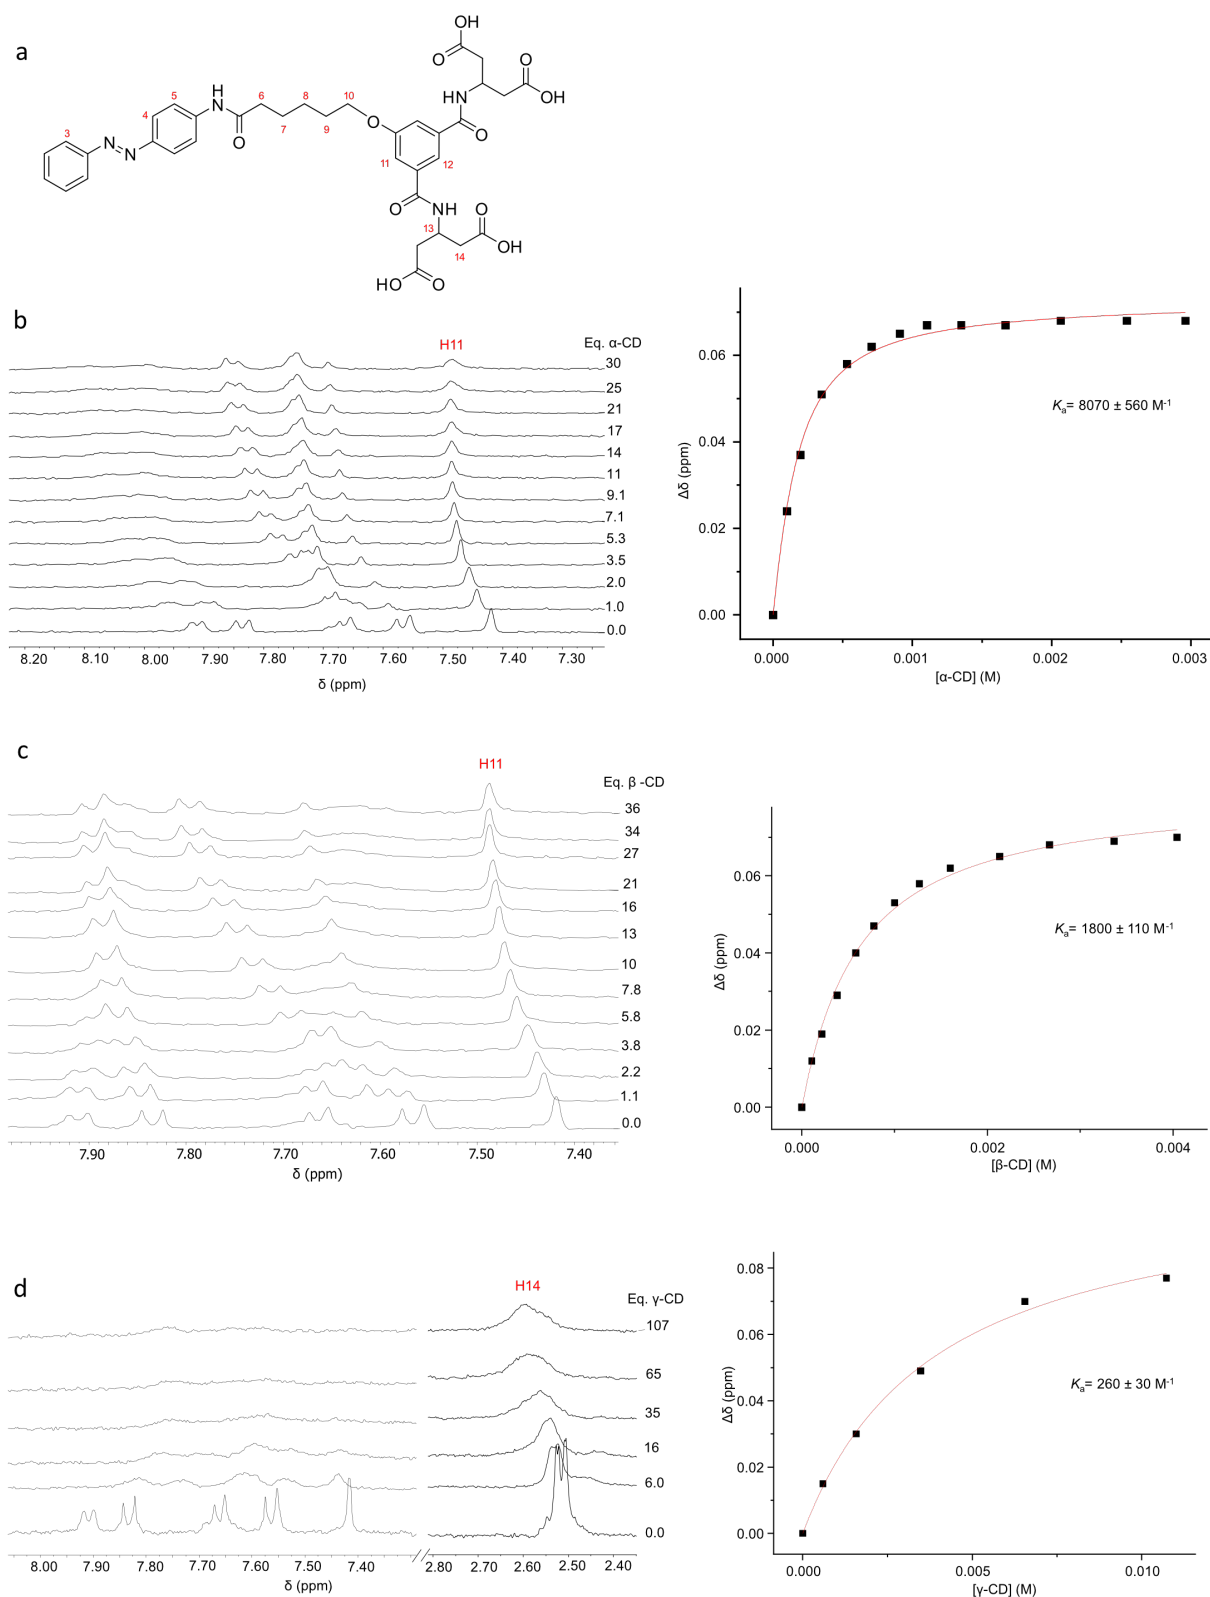 a
OH
O
O
OH
NH
O
H
N
5
6
8
10
4
7
9
O
O
3
N
N
11
12
O
NH
13
O
OH
14
HO
O
b
H11
Eq. α-CD
30
25
21
17
14
11
9.1
7.1
5.3
3.5
2.0
1.0
0.0
8.20 8.10 8.00 7.90 7.80 7.70 7.60 7.50 7.40 7.30
δ (ppm)
Δδ (ppm)
0.06
0.04
0.02
0.00
Ka= 8070 ± 560 M-1
0.000 0.001 0.002 0.003
[α-CD] (M)
c
H11
Eq. β -CD
36
34
27
21
16
13
10
7.8
5.8
3.8
2.2
1.1
0.0
7.90 7.80 7.70 7.60 7.50 7.40
δ (ppm)
Δδ (ppm)
0.06
0.04
0.02
0.00
Ka= 1800 ± 110 M-1
0.000 0.002 0.004
[β-CD] (M)
d
H14
Eq. γ-CD
107
65
35
16
6.0
0.0
8.00 7.90 7.80 7.70 7.60 7.50 7.40 2.80 2.70 2.60 2.50 2.40
δ (ppm)
Δδ (ppm)
0.08
0.06
0.04
0.02
0.00
Ka= 260 ± 30 M-1
0.000 0.005 0.010
[γ-CD] (M)